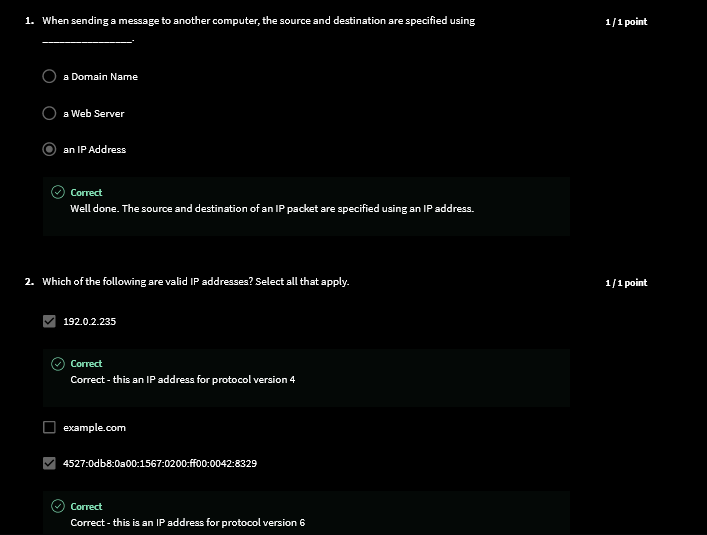 1. When sending a message to another computer, the source and destination are specified using 1 / 1 point
________________.
a Domain Name
a Web Server
an IP Address
Correct
Well done. The source and destination of an IP packet are specified using an IP address.
2. Which of the following are valid IP addresses? Select all that apply. 1 / 1 point
192.0.2.235
Correct
Correct - this an IP address for protocol version 4
example.com
4527:0db8:0a00:1567:0200:ff00:0042:8329
Correct
Correct - this is an IP address for protocol version 6